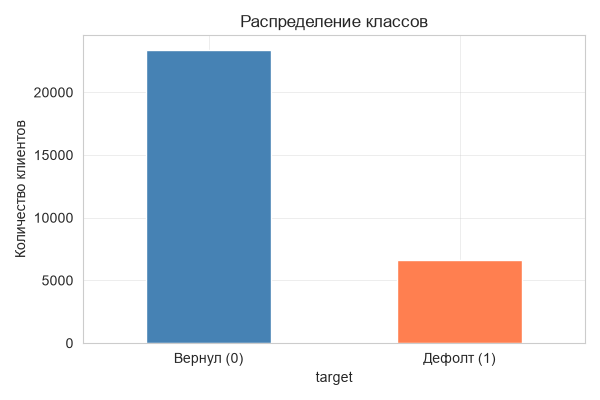 Распределение классов
Количество клиентов
20000
15000
10000
5000
0
Вернул (0)
Дефолт (1)
target